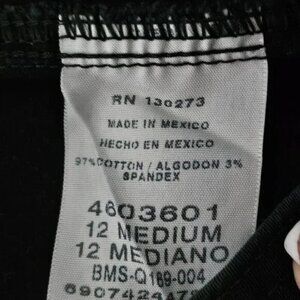 RN 130273
MADE IN MEXICO
HECHO EN MEXICO
97%COTTON / ALGODON 3%
SPANDEX
4603601
12 MEDIUM
12 MEDIANO
BMS-Q189-004